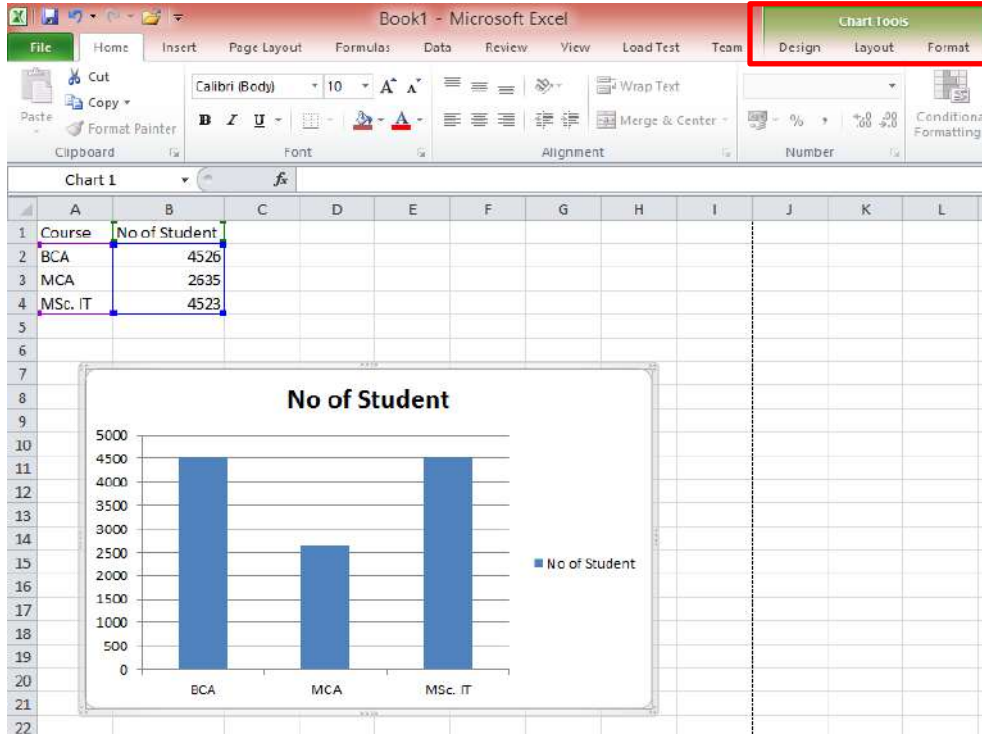 Book1 - Microsoft Excel
Chart Tools
File Home Insert Page Layout Formulas Data Review View Load Test Team Design Layout Format
Paste
Cut
Copy
Format Painter
Calibri (Body) 10 A A
B I U A
Wrap Text
Merge & Center
% ,
Conditiona
Formatting
Clipboard Font Alignment Number
Chart 1 fx
A B C D E F G H I J K L
1 Course No of Student
2 BCA 4526
3 MCA 2635
4 MSc. IT 4523
5
6
7
8
9
10
11
12
13
14
15
16
17
18
19
20
21
22
No of Student
5000
4500
4000
3500
3000
2500
2000
1500
1000
500
0
BCA MCA MSc. IT
No of Student